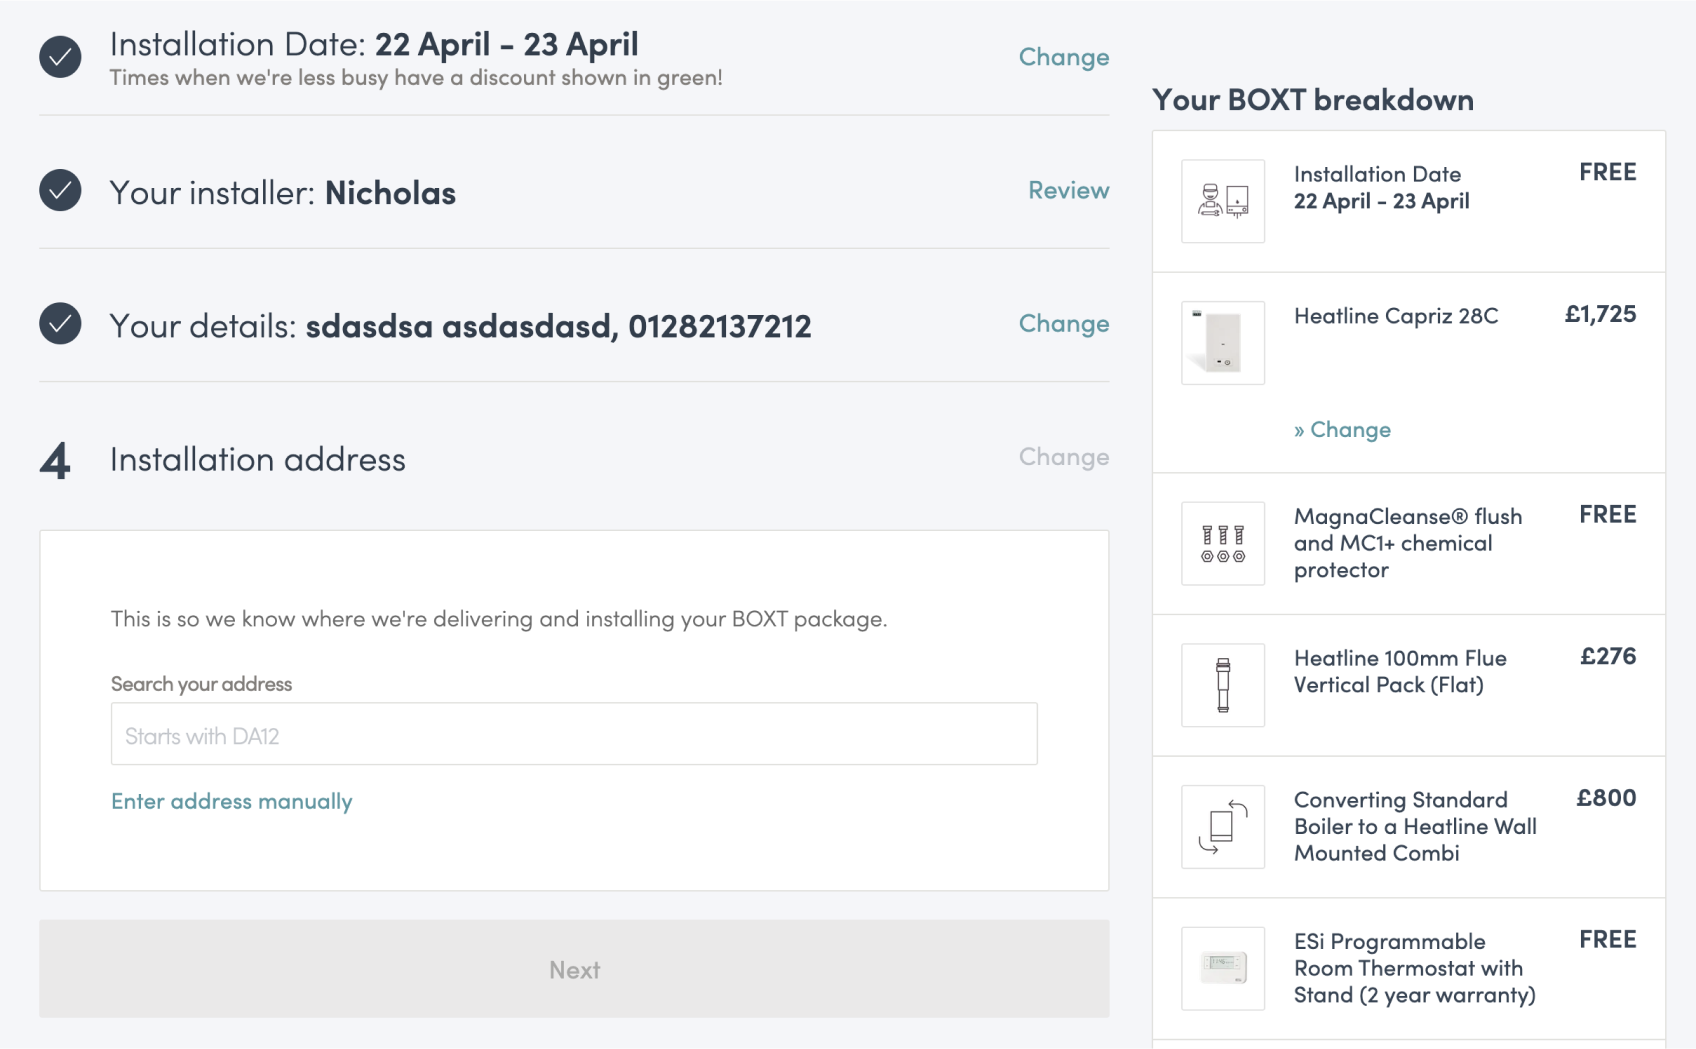 Installation Date: 22 April - 23 April
Times when we're less busy have a discount shown in green!
Change
Your installer: Nicholas
Review
Your details: sdasdsa asdasdasd, 01282137212
Change
4 Installation address
Change
This is so we know where we're delivering and installing your BOXT package.
Search your address
Starts with DA12
Enter address manually
Next
Your BOXT breakdown
Installation Date
22 April - 23 April
FREE
Heatline Capriz 28C
£1,725
» Change
MagnaCleanse® flush
and MC1+ chemical
protector
FREE
Heatline 100mm Flue
Vertical Pack (Flat)
£276
Converting Standard
Boiler to a Heatline Wall
Mounted Combi
£800
ESi Programmable
Room Thermostat with
Stand (2 year warranty)
FREE